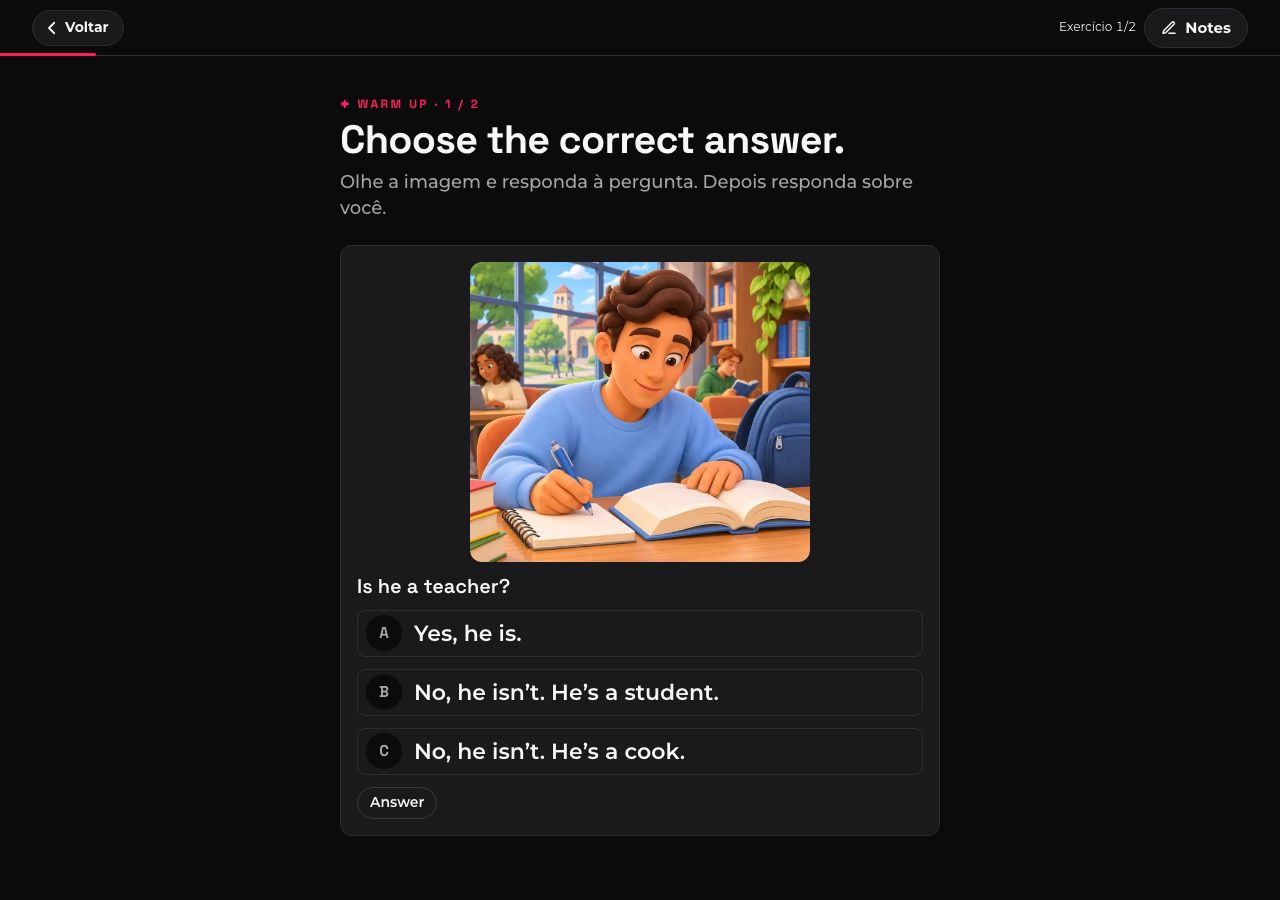 Voltar
Exercício 1/2
Notes
WARM UP · 1 / 2
Choose the correct answer.
Olhe a imagem e responda à pergunta. Depois responda sobre
você.
Is he a teacher?
A Yes, he is.
B No, he isn’t. He’s a student.
C No, he isn’t. He’s a cook.
Answer